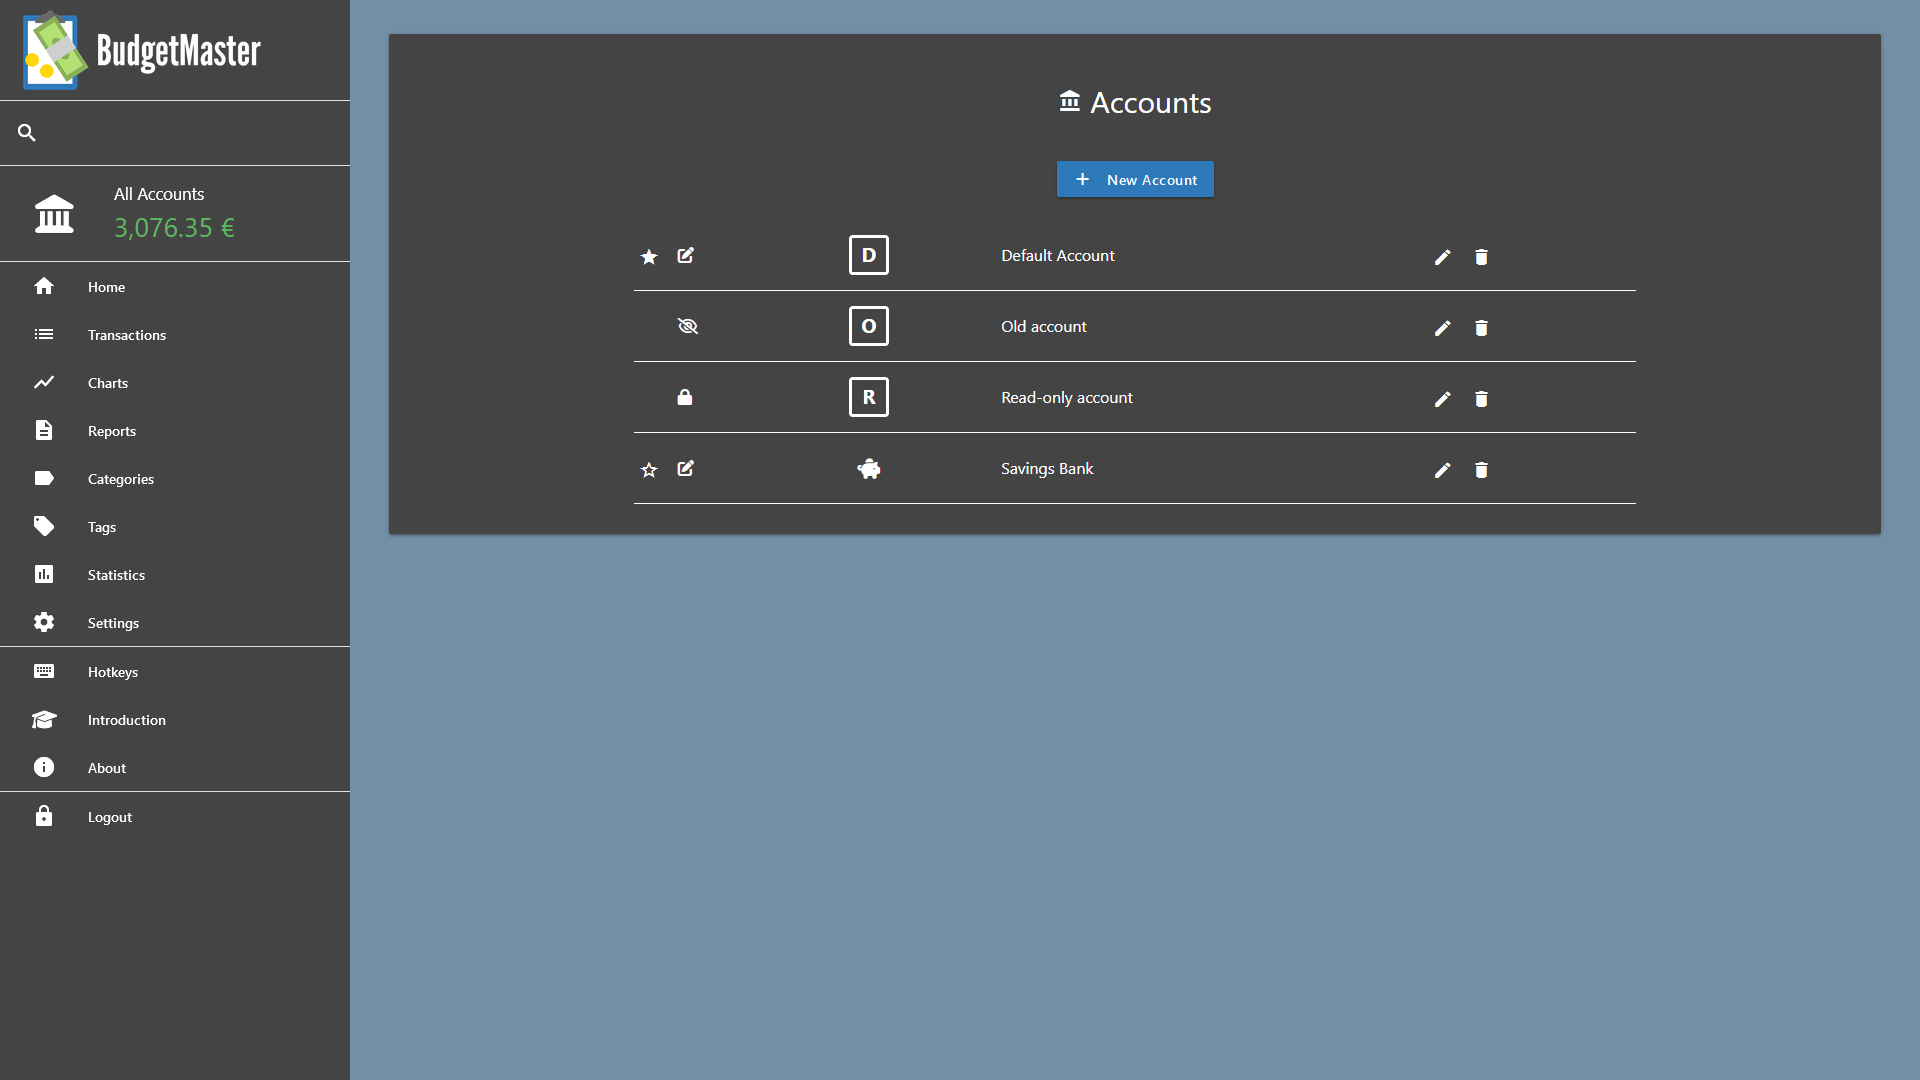 BudgetMaster
All Accounts
3,076.35 €
Home
Transactions
Charts
Reports
Categories
Tags
Statistics
Settings
Hotkeys
Introduction
About
Logout
Accounts
New Account
D Default Account
O Old account
R Read-only account
Savings Bank